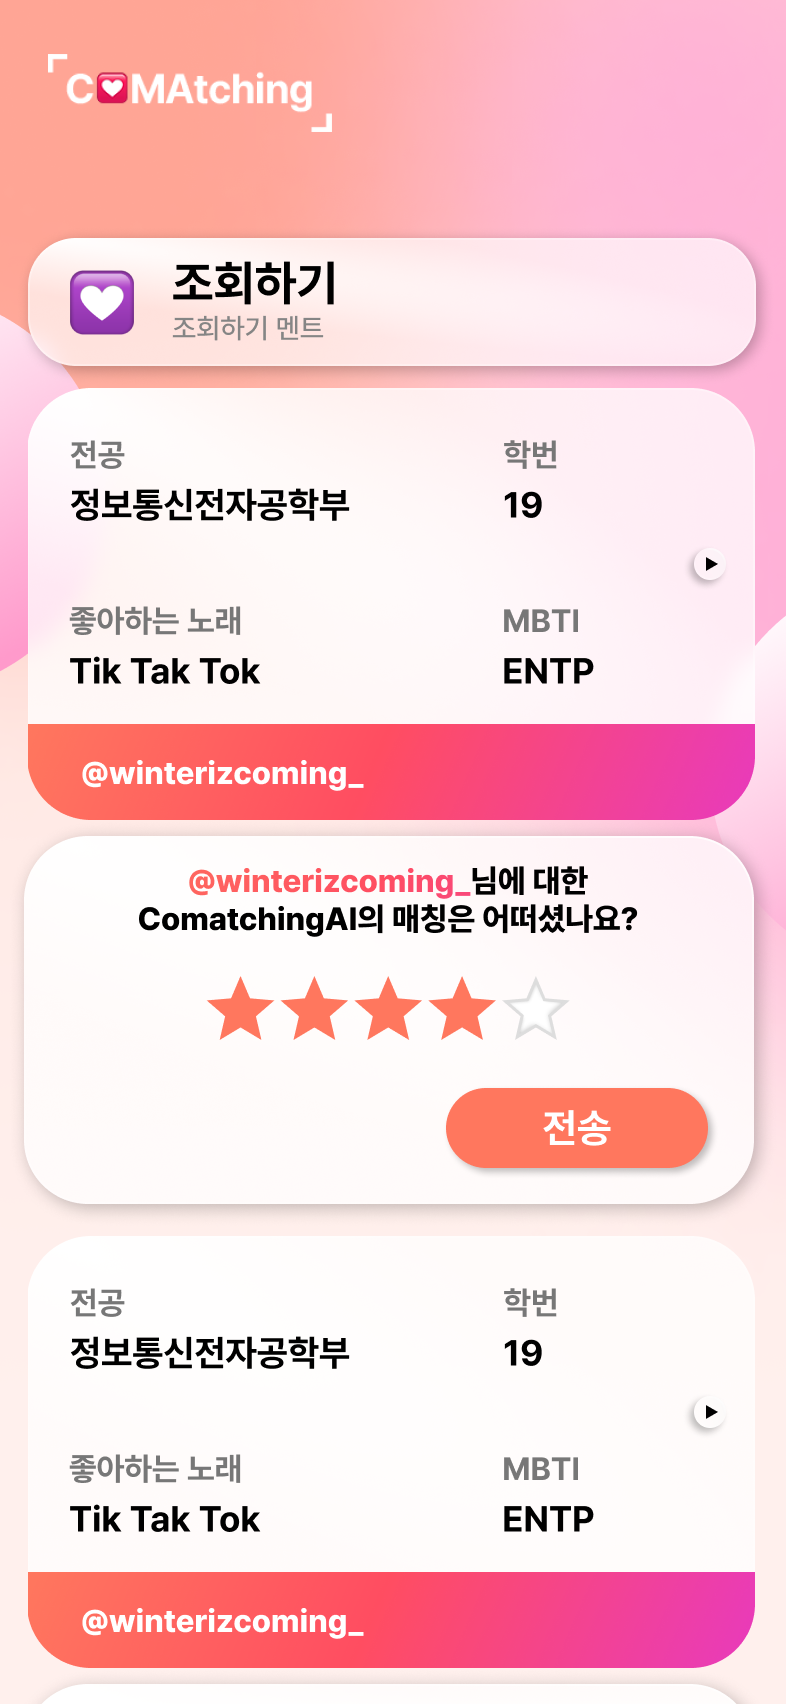 C💟MAtching
조회하기
조회하기 멘트
전공 학번
정보통신전자공학부 19
좋아하는 노래 MBTI
Tik Tak Tok ENTP
@winterizcoming_
@winterizcoming_님에 대한
ComatchingAI의 매칭은 어떠셨나요?
전송
전공 학번
정보통신전자공학부 19
좋아하는 노래 MBTI
Tik Tak Tok ENTP
@winterizcoming_